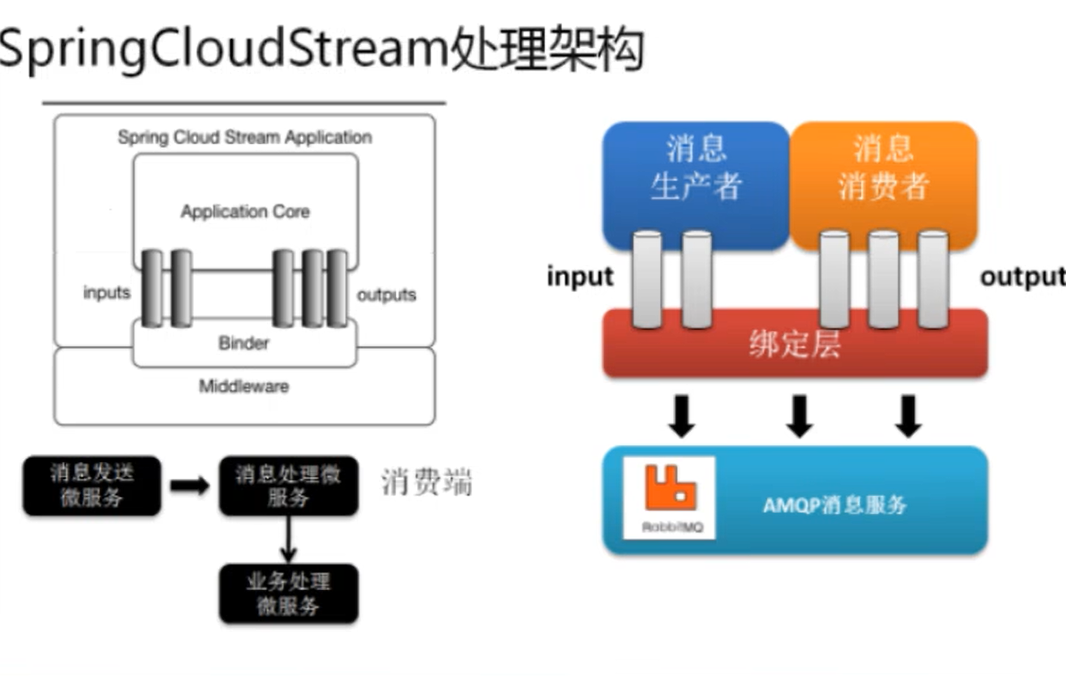 SpringCloudStream处理架构
Spring Cloud Stream Application
Application Core
inputs
outputs
Binder
Middleware
消息发送
微服务
消息处理微
服务
消费端
业务处理
微服务
消息
生产者
消息
消费者
input
output
绑定层
RabbitMQ
AMQP消息服务